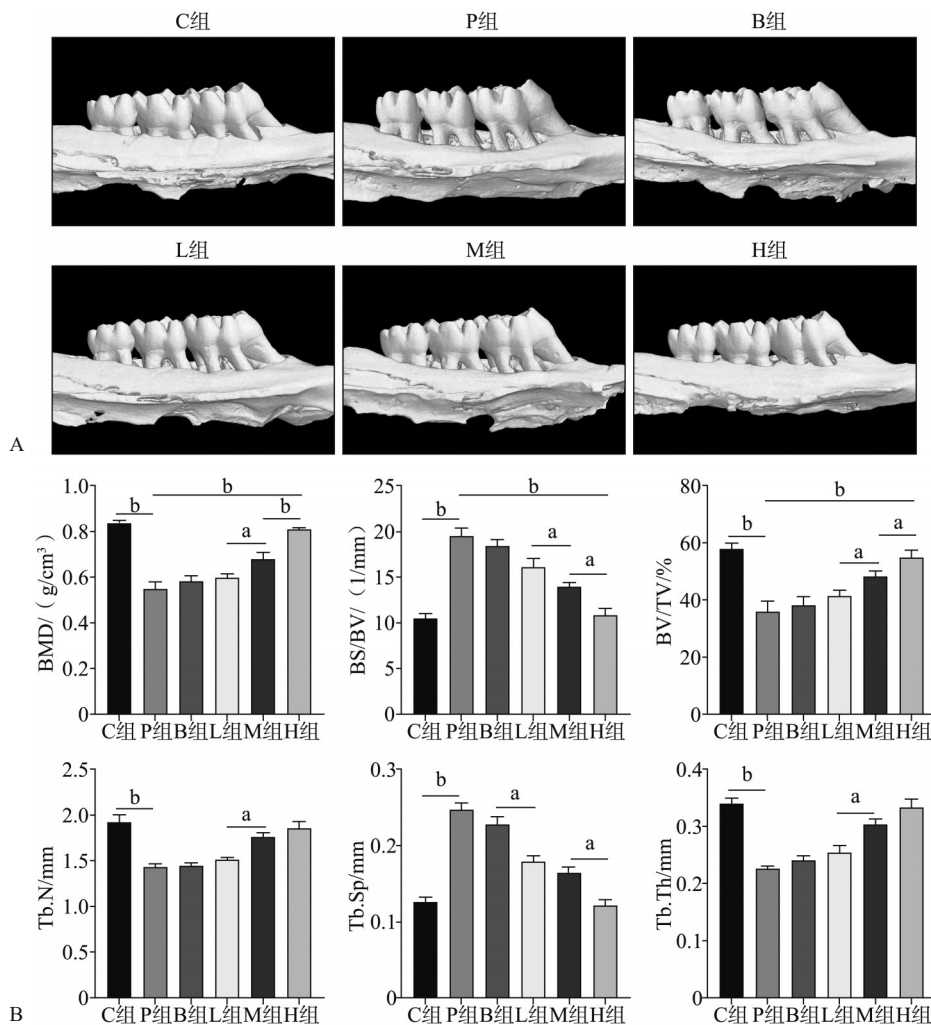 A
C组 P组 B组
L组 M组 H组
BMD/（g/cm³）
1.0
0.8
0.6
0.4
0.2
0
b b a b
C组 P组 B组 L组 M组 H组
BS/BV/（1/mm）
25
20
15
10
5
0
b b a a
C组 P组 B组 L组 M组 H组
BV/TV/%
80
60
40
20
0
b b a a
C组 P组 B组 L组 M组 H组
B
Tb.N/mm
2.5
2.0
1.5
1.0
0.5
0
b a
C组 P组 B组 L组 M组 H组
Tb.Sp/mm
0.3
0.2
0.1
0
b a a
C组 P组 B组 L组 M组 H组
Tb.Th/mm
0.4
0.3
0.2
0.1
0
b a
C组 P组 B组 L组 M组 H组